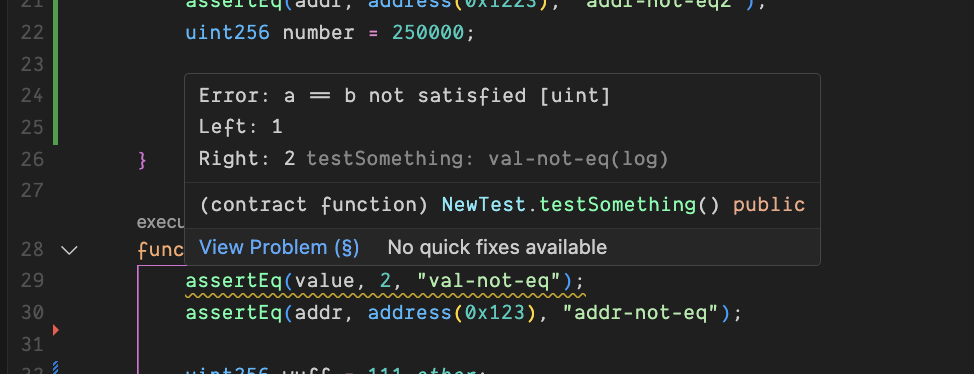 21 assertEq(addr, address(0x1223), "addr-not-eq2");
22 uint256 number = 250000;
23
24
25
Error: a == b not satisfied [uint]
Left: 1
Right: 2 testSomething: val-not-eq(log)
(contract function) NewTest.testSomething() public
View Problem (§) No quick fixes available
26 }
27
execu
28 func
29 assertEq(value, 2, "val-not-eq");
30 assertEq(addr, address(0x123), "addr-not-eq");
31
32 uint256 vuff = 111 ether;